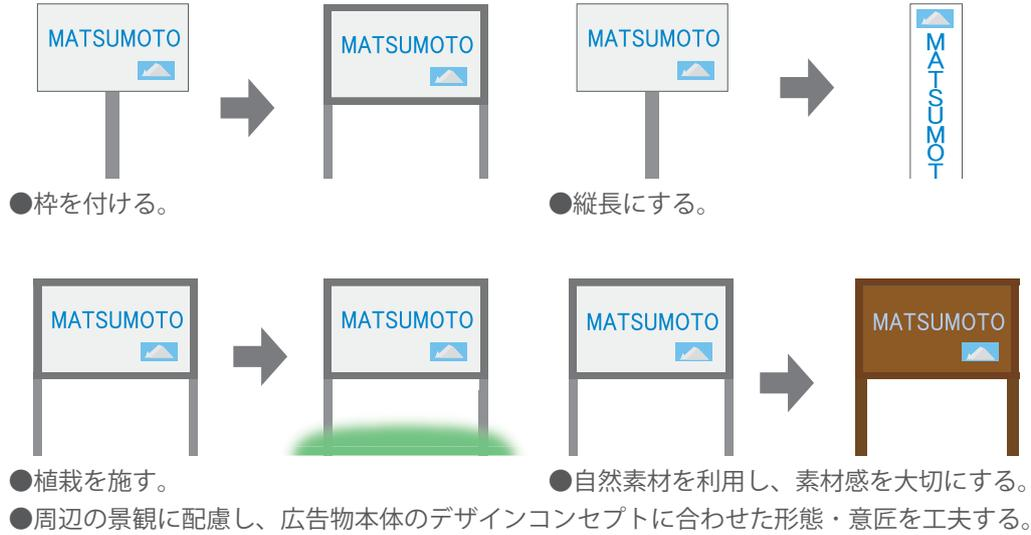 MATSUMOTO
MATSUMOTO
MATSUMOTO
MATSUMOT
●枠を付ける。
●縦長にする。
MATSUMOTO
MATSUMOTO
MATSUMOTO
MATSUMOTO
●植栽を施す。
●自然素材を利用し、素材感を大切にする。
●周辺の景観に配慮し、広告物本体のデザインコンセプトに合わせた形態・意匠を工夫する。